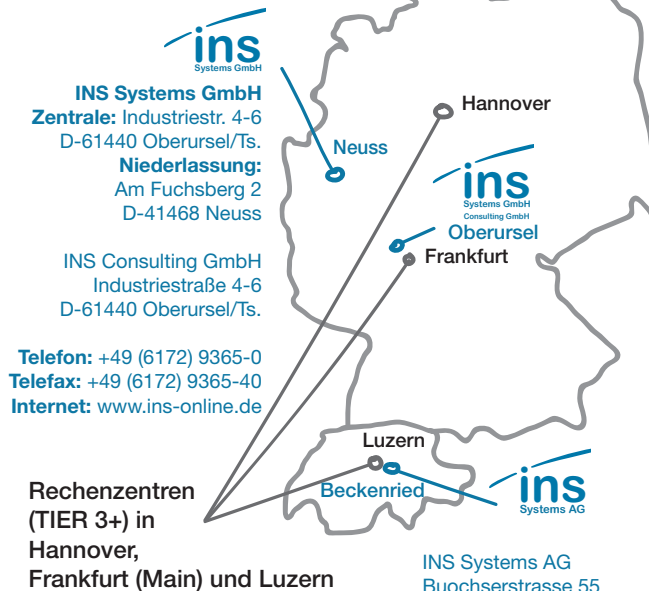 ins
Systems GmbH
INS Systems GmbH
Zentrale: Industriestr. 4-6
D-61440 Oberursel/Ts.
Niederlassung:
Am Fuchsberg 2
D-41468 Neuss
INS Consulting GmbH
Industriestraße 4-6
D-61440 Oberursel/Ts.
Telefon: +49 (6172) 9365-0
Telefax: +49 (6172) 9365-40
Internet: www.ins-online.de
Hannover
Neuss
ins
Systems GmbH
Consulting GmbH
Oberursel
Frankfurt
Luzern
Beckenried
ins
Systems AG
Rechenzentren
(TIER 3+) in
Hannover,
Frankfurt (Main) und Luzern
INS Systems AG
Buochserstrasse 55